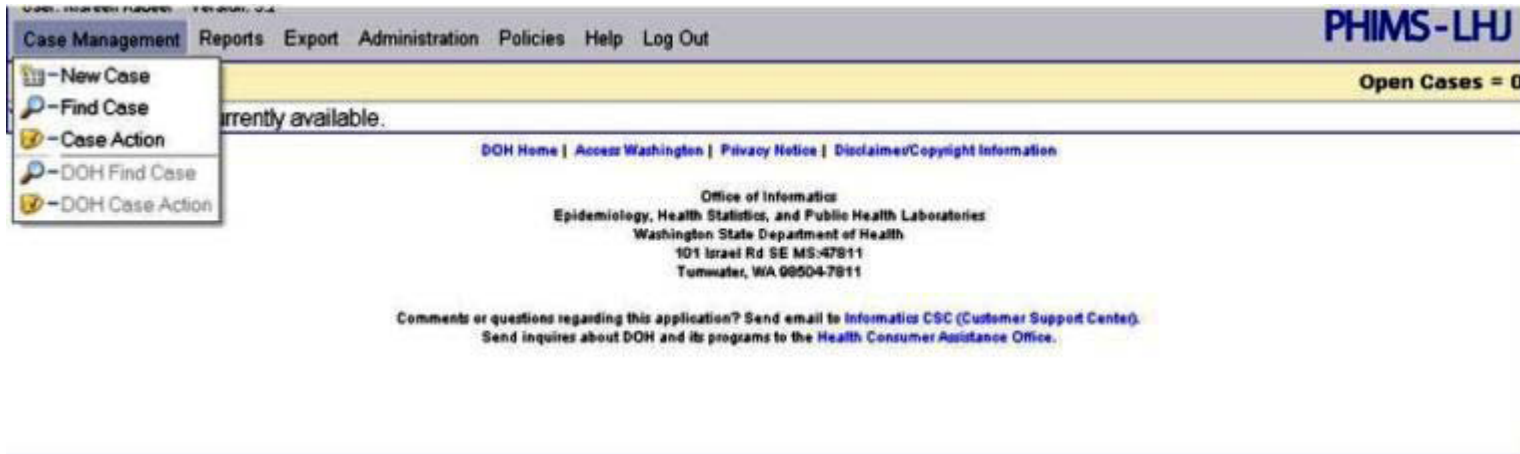 Version: 3.2
Case Management Reports Export Administration Policies Help Log Out
PHIMS-LHJ
New Case
Open Cases = 0
Find Case
available.
Case Action
DOH Home | Access Washington | Privacy Notice | Disclaimer/Copyright Information
DOH Find Case
DOH Case Action
Office of Informatics
Epidemiology, Health Statistics, and Public Health Laboratories
Washington State Department of Health
101 Israel Rd SE MS:47811
Tumwater, WA 98504-7811
Comments or questions regarding this application? Send email to Informatics CSC (Customer Support Center).
Send inquires about DOH and its programs to the Health Consumer Assistance Office.